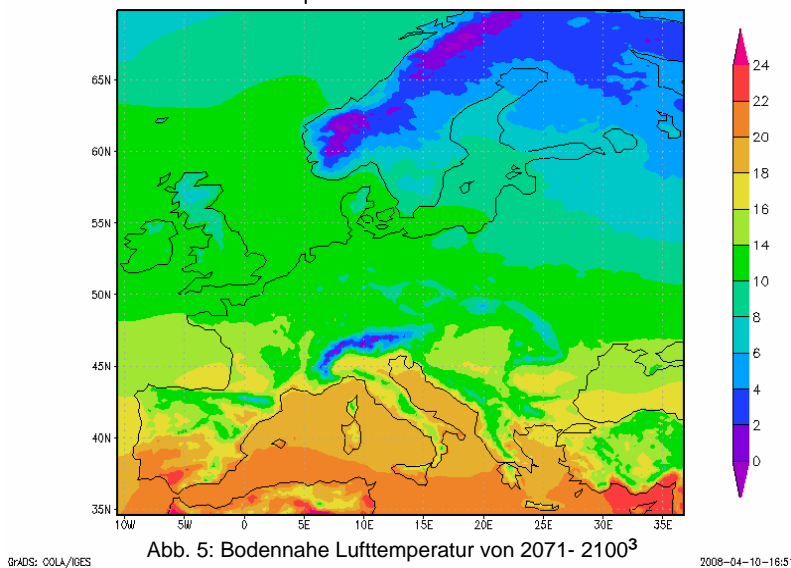 65N
60N
55N
50N
45N
40N
35N
10W 5W 0 5E 10E 15E 20E 25E 30E 35E
24
22
20
18
16
14
10
8
6
4
2
0
Abb. 5: Bodennahe Lufttemperatur von 2071- 2100³
GrADS: COLA/IGES
2008-04-10-16:5